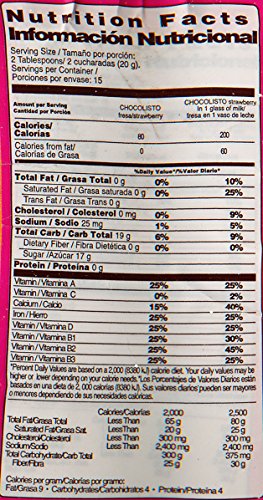 Nutrition Facts
Información Nutricional
Serving Size / Tamaño por porción:
2 Tablespoons/ 2 cucharadas (20 g).
Servings per Container /
Porciones por envase: 15
Amount per Serving
Cantidad por Porción
CHOCOLISTO
fresa/strawberry
CHOCOLISTO strawberry
in 1 glass of milk/
fresa en 1 vaso de leche
Calories/
Calorías 80 200
Calories from fat/
Calorías de Grasa 0 60
%Daily Value*/%Valor Diario*
Total Fat / Grasa Total 0 g 0% 10%
Saturated Fat / Grasa saturada 0 g 0% 25%
Trans Fat / Grasa Trans 0 g
Cholesterol / Colesterol 0 mg 0% 9%
Sodium / Sodio 25 mg 1% 5%
Total Carb / Carb Total 19 g 6% 9%
Dietary Fiber / Fibra Dietética 0 g 0% 0%
Sugar /Azúcar 17 g
Protein / Proteína 0 g
Vitamin / Vitamina A 25% 25%
Vitamin / Vitamina C 0% 2%
Calcium / Calcio 15% 40%
Iron / Hierro 25% 25%
Vitamin / Vitamina D 25% 25%
Vitamin / Vitamina B1 25% 30%
Vitamin / Vitamina B2 25% 45%
Vitamin / Vitamina B3 25% 25%
*Percent Daily Values are based on a 2,000 (8380 kJ) calorie diet. Your daily values may be
higher or lower depending on your calorie needs. *Los Porcentajes de Valores Diarios están
basados en una dieta de 2, 000 calorías (8380 kJ). Sus valores diarios pueden ser mayores
o menores dependiendo de sus necesidades calóricas.
Calories/Calorías 2,000 2,500
Total Fat/Grasa Total Less Than 65 g 80 g
Saturated Fat/Grasa Sat. Less Than 20 g 25 g
Cholesterol/Colesterol Less Than 300 mg 300 mg
Sodium/Sodio Less Than 2,400 mg 2,400 mg
Total Carbohydrate/Carb Total 300 g 375 mg
Fiber/Fibra 25 g 30 g
Calories per gram/Calorías por gramo:
Fat/Grasa 9 • Carbohydrates/Carbohidratos 4 • Protein/Proteína 4